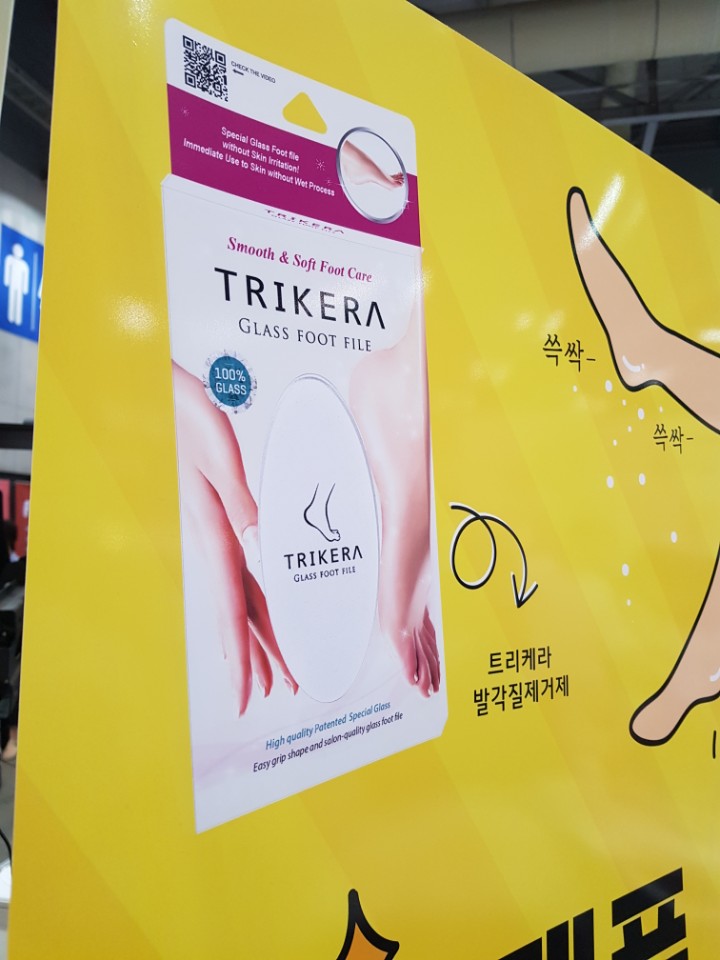 CHECK THE VIDEO
Special Glass Foot file
without Skin Irritation!
Immediate Use to Skin without Wet Process
TRIKERA
Smooth & Soft Foot Care
TRIKERA
GLASS FOOT FILE
100%
GLASS
TRIKERA
GLASS FOOT FILE
High quality Patented Special Glass
Easy grip shape and salon-quality glass foot file
쓱싹-
쓱싹-
트리케라
발각질제거제